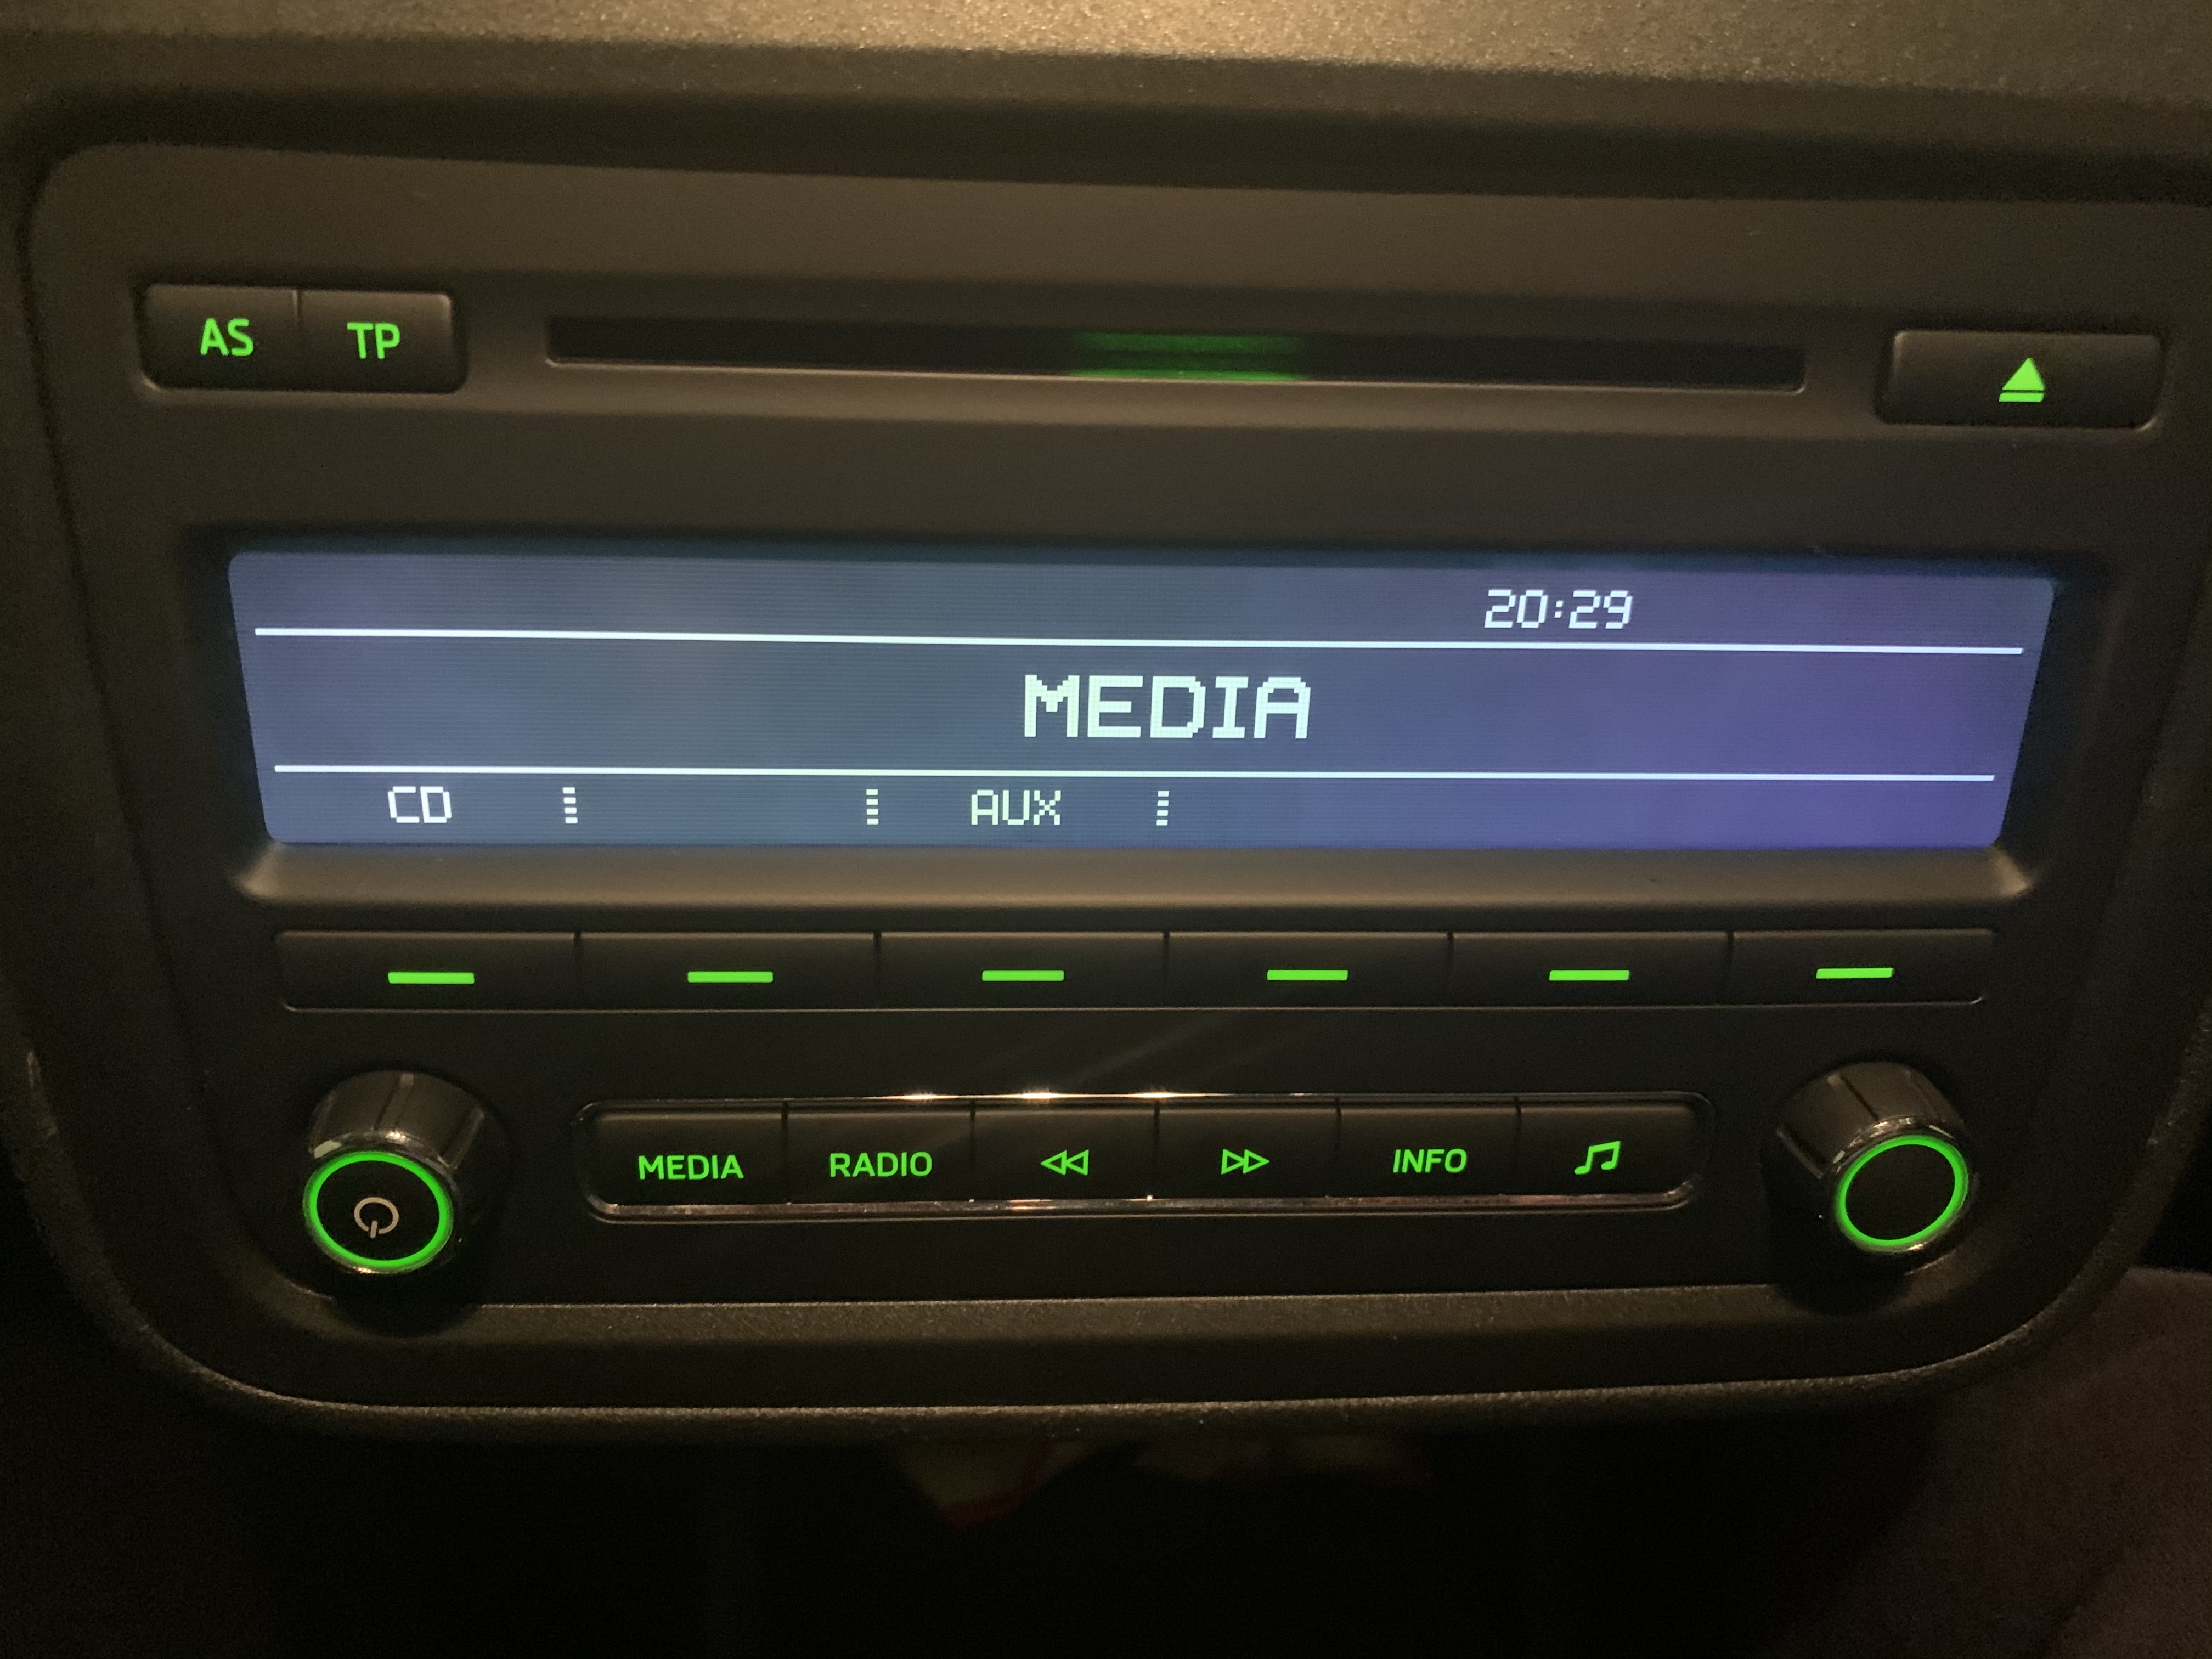 AS TP
20:29
MEDIA
CD AUX
MEDIA RADIO INFO